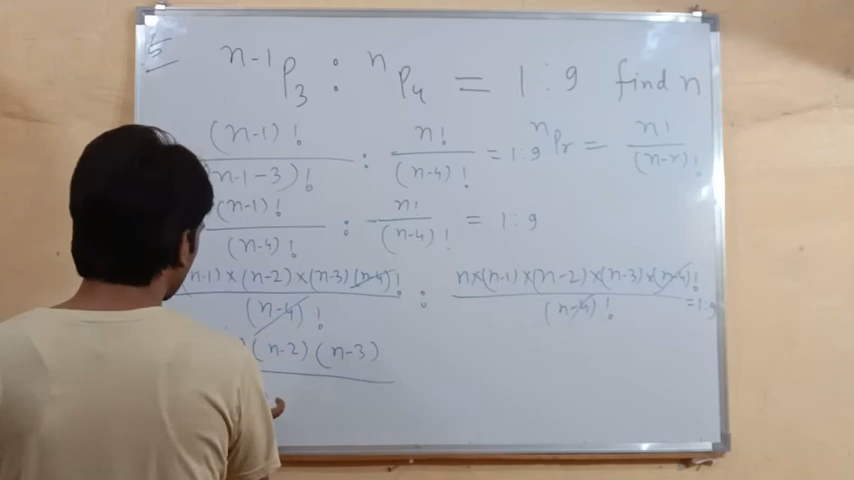 5
n-1P3 : nP4 = 1 : 9 find n
(n-1)! / (n-1-3)! : n! / (n-4)! = 1:9 nPr = n! / (n-r)!
(n-1)! / (n-4)! : n! / (n-4)! = 1:9
(n-1)×(n-2)×(n-3)(n-4)! / (n-4)! : n×(n-1)×(n-2)×(n-3)×(n-4)! / (n-4)! = 1:9
)(n-2)(n-3)